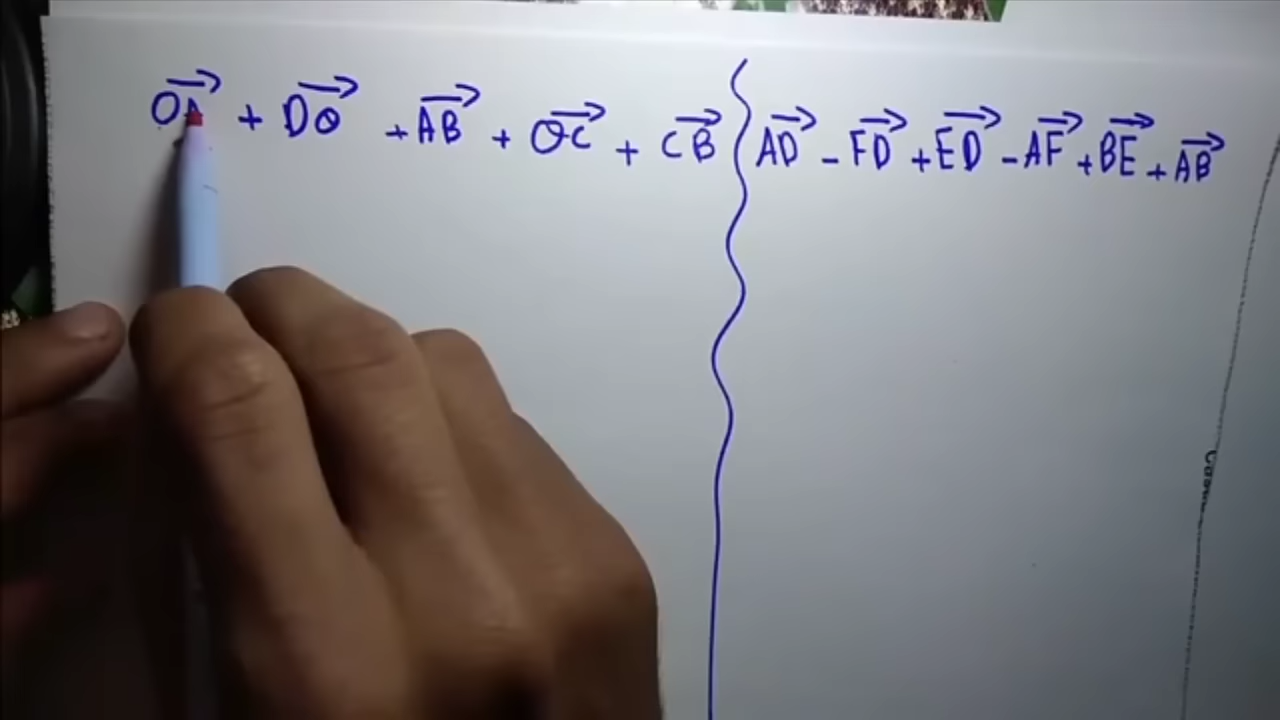 OA + DO + AB + OC + CB
AD - FD + ED - AF + BE + AB